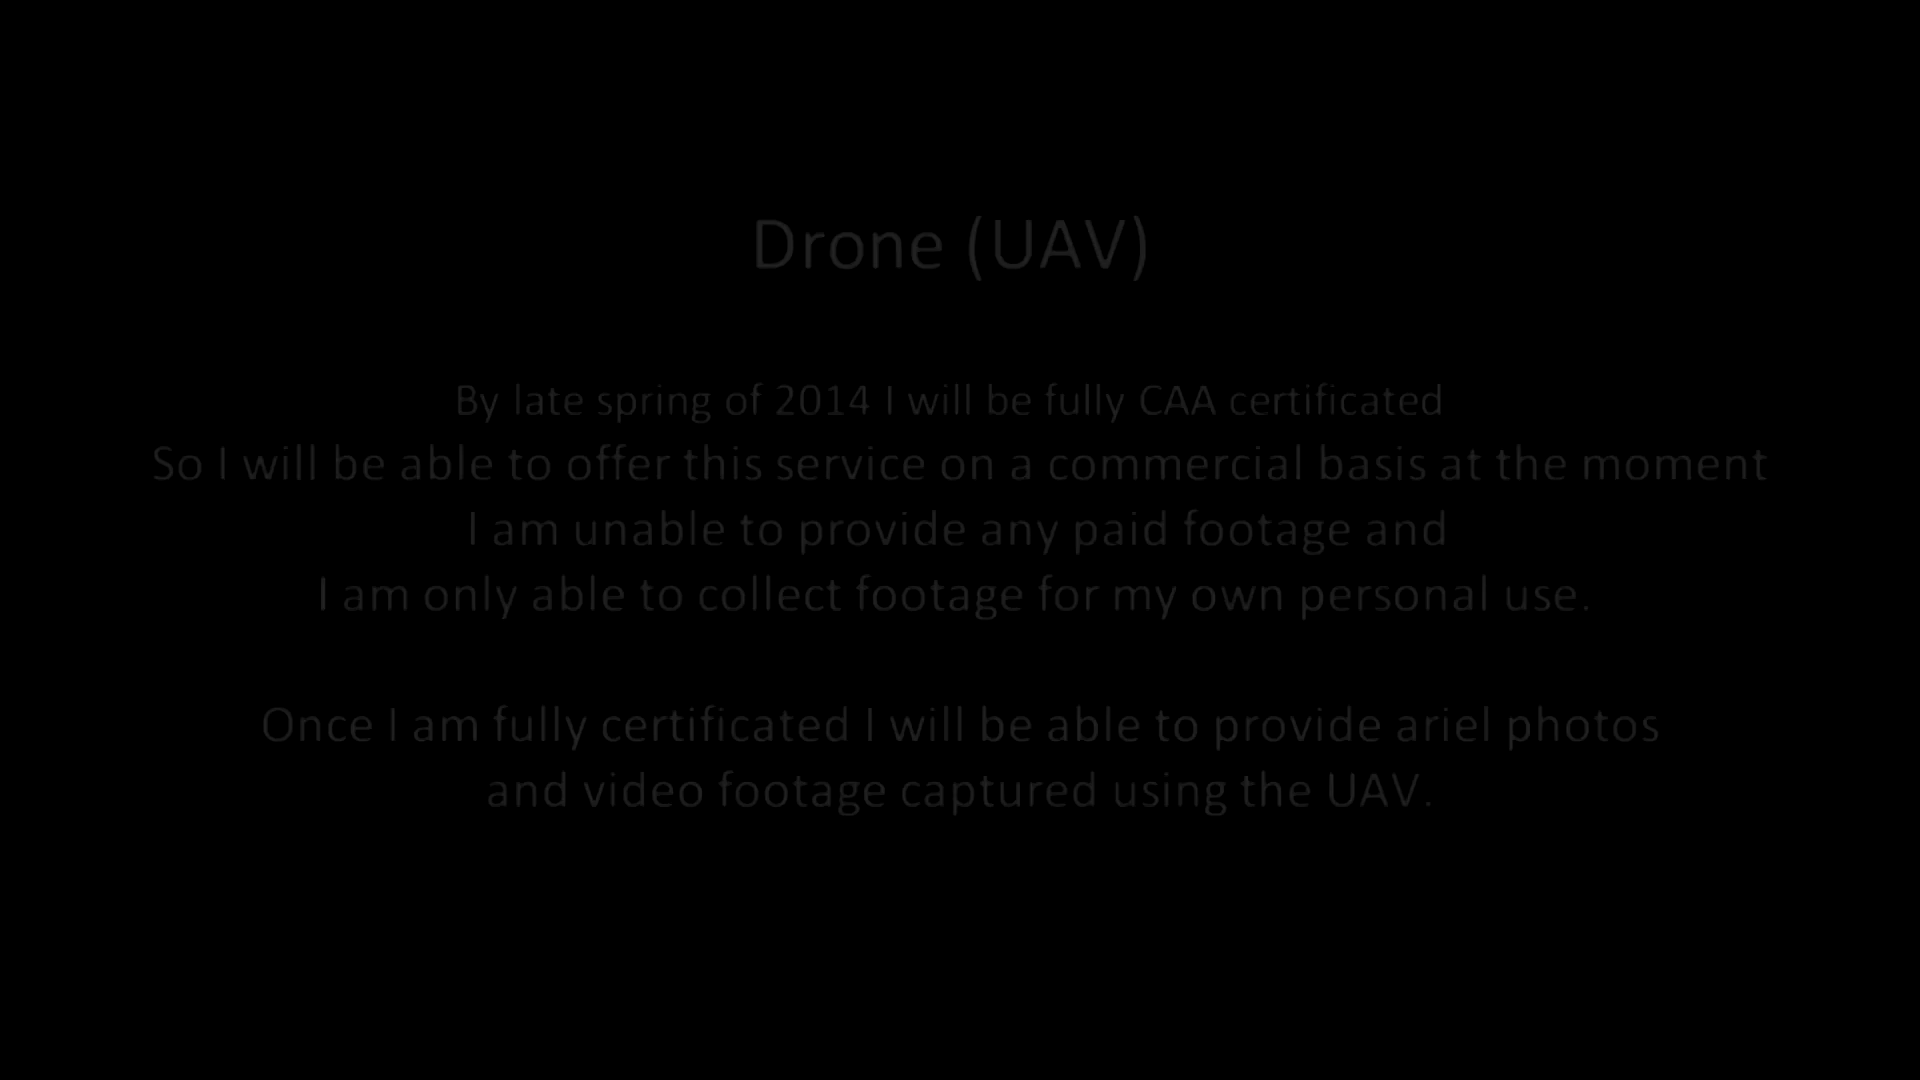 Drone (UAV)
By late spring of 2014 I will be fully CAA certificated
So I will be able to offer this service on a commercial basis at the moment
I am unable to provide any paid footage and
I am only able to collect footage for my own personal use.
Once I am fully certificated I will be able to provide ariel photos
and video footage captured using the UAV.